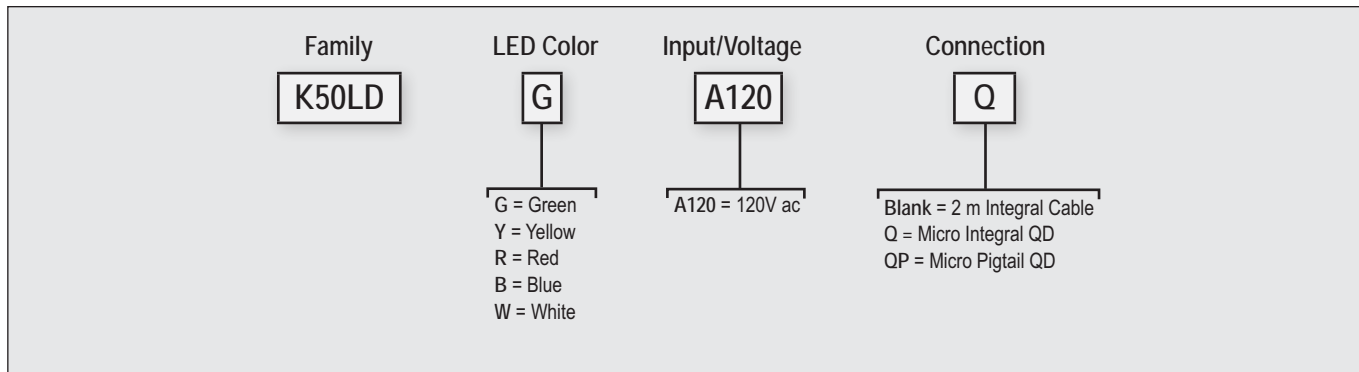 Family LED Color Input/Voltage Connection
K50LD G A120 Q
G = Green
Y = Yellow
R = Red
B = Blue
W = White
A120 = 120V ac
Blank = 2 m Integral Cable
Q = Micro Integral QD
QP = Micro Pigtail QD